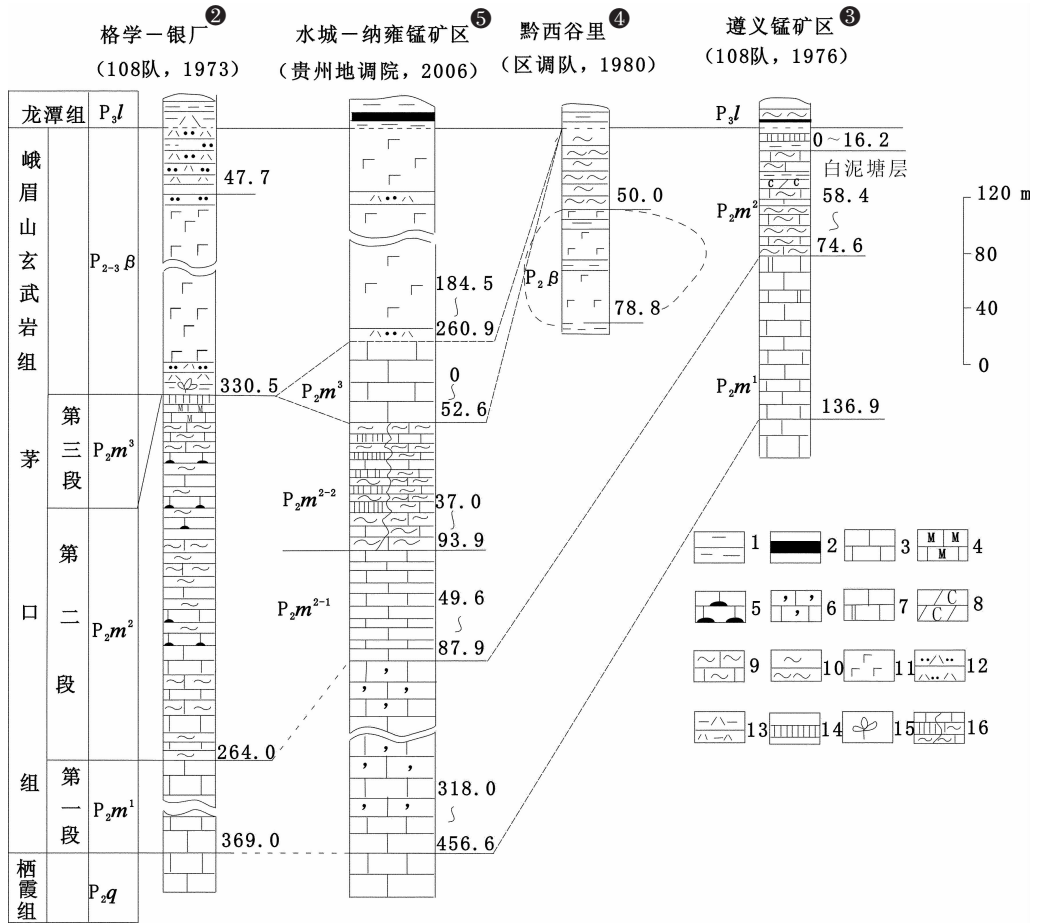 格学－银厂❷
(108队，1973)
水城－纳雍锰矿区❺
(贵州地调院，2006)
黔西谷里❹
(区调队，1980)
遵义锰矿区❸
(108队，1976)
龙潭组 P₃l
峨眉山玄武岩组 P₂₋₃β
茅口组
第三段 P₂m³
第二段 P₂m²
第一段 P₂m¹
栖霞组 P₂q
47.7
330.5
264.0
369.0
184.5
～
260.9
P₂m³
0
～
52.6
P₂m²⁻²
37.0
～
93.9
P₂m²⁻¹
49.6
～
87.9
318.0
～
456.6
50.0
P₂β
78.8
P₃l
0～16.2
白泥塘层
P₂m²
C C
58.4
～
74.6
P₂m¹
136.9
120 m
80
40
0
M M
M
1
2
3
M M
M
4
5
6
7
C
C
8
9
10
11
12
13
14
15
16